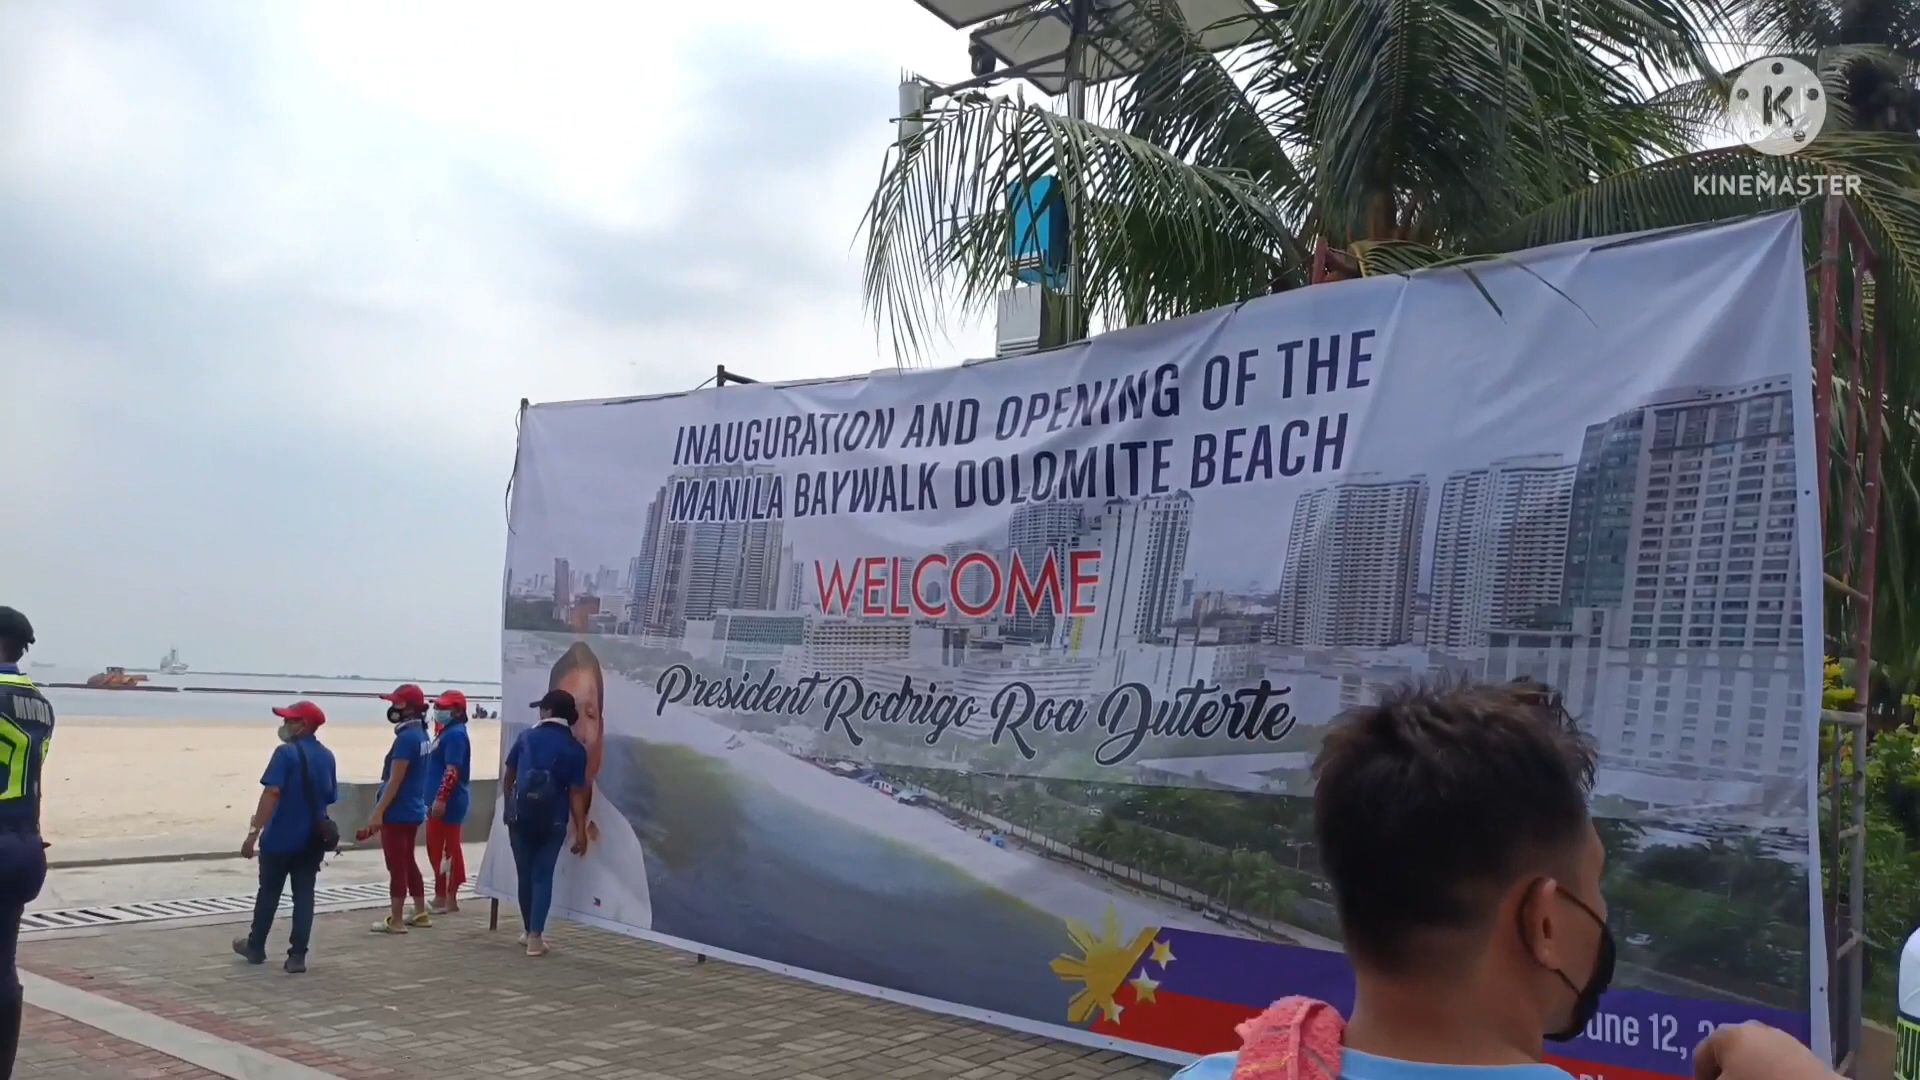 K
KINEMASTER
INAUGURATION AND OPENING OF THE
MANILA BAYWALK DOLOMITE BEACH
WELCOME
President Rodrigo Roa Duterte
June 12,